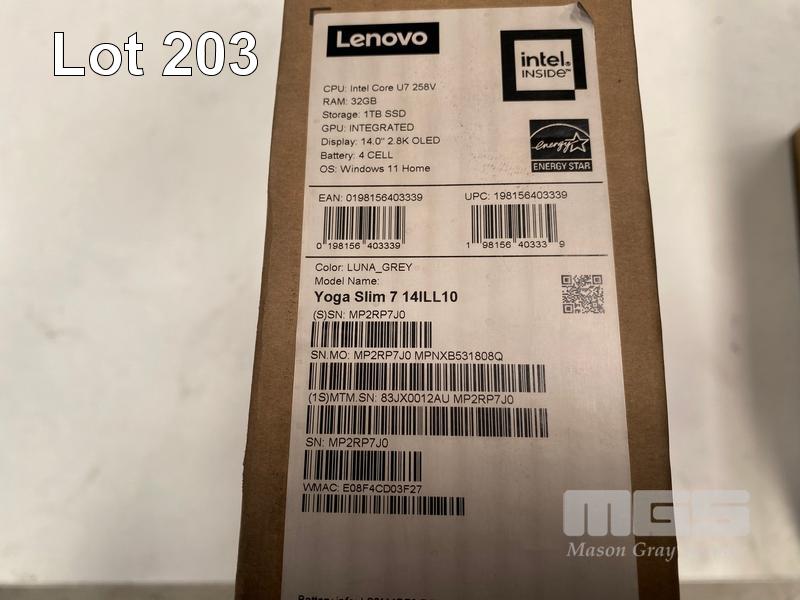 Lot 203
Lenovo
intel.
INSIDE™
CPU: Intel Core U7 258V
RAM: 32GB
Storage: 1TB SSD
GPU: INTEGRATED
Display: 14.0" 2.8K OLED
Battery: 4 CELL
OS: Windows 11 Home
energy
ENERGY STAR
EAN: 0198156403339
UPC: 198156403339
0 198156 403339
1 98156 40333 9
Color: LUNA_GREY
Model Name:
Yoga Slim 7 14ILL10
(S)SN: MP2RP7J0
SN.MO: MP2RP7J0 MPNXB531808Q
(1S)MTM.SN: 83JX0012AU MP2RP7J0
SN: MP2RP7J0
WMAC: E08F4CD03F27
MGS
Mason Gray